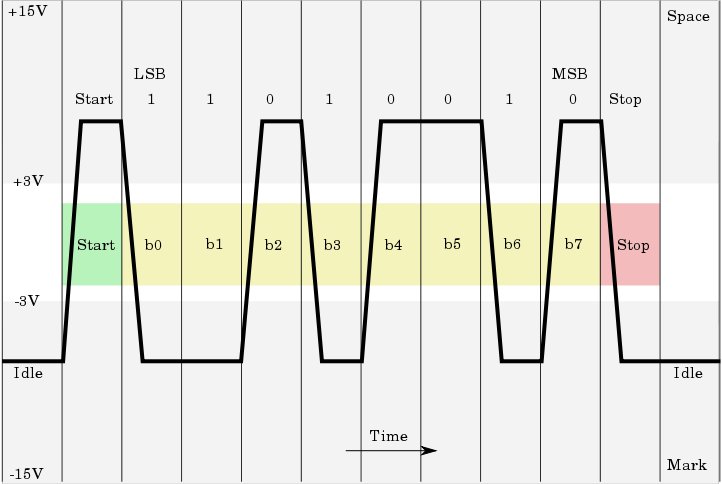 +15V
Space
LSB
MSB
Start 1 1 0 1 0 0 1 0 Stop
+3V
Start b0 b1 b2 b3 b4 b5 b6 b7 Stop
-3V
Idle
Idle
Time
Mark
-15V